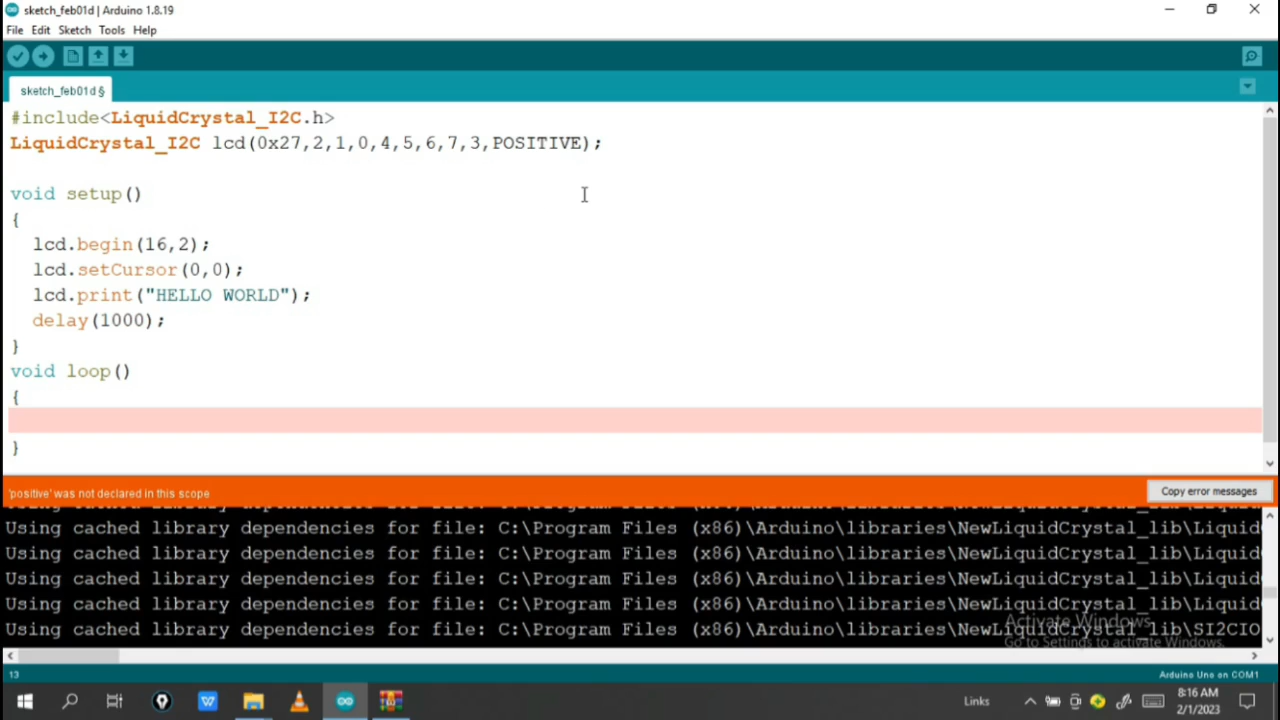 sketch_feb01d | Arduino 1.8.19
File Edit Sketch Tools Help
sketch_feb01d §
#include<LiquidCrystal_I2C.h>
LiquidCrystal_I2C lcd(0x27,2,1,0,4,5,6,7,3,POSITIVE);
void setup()
{
lcd.begin(16,2);
lcd.setCursor(0,0);
lcd.print("HELLO WORLD");
delay(1000);
}
void loop()
{
}
'positive' was not declared in this scope
Copy error messages
Using cached library dependencies for file: C:\Program Files (x86)\Arduino\libraries\NewLiquidCrystal_lib\Liquid
Using cached library dependencies for file: C:\Program Files (x86)\Arduino\libraries\NewLiquidCrystal_lib\Liquid
Using cached library dependencies for file: C:\Program Files (x86)\Arduino\libraries\NewLiquidCrystal_lib\Liquid
Using cached library dependencies for file: C:\Program Files (x86)\Arduino\libraries\NewLiquidCrystal_lib\Liquid
Using cached library dependencies for file: C:\Program Files (x86)\Arduino\libraries\NewLiquidCrystal_lib\SI2CIO
Activate Windows
Go to Settings to activate Windows.
13
Arduino Uno on COM1
Links
8:16 AM
2/1/2023